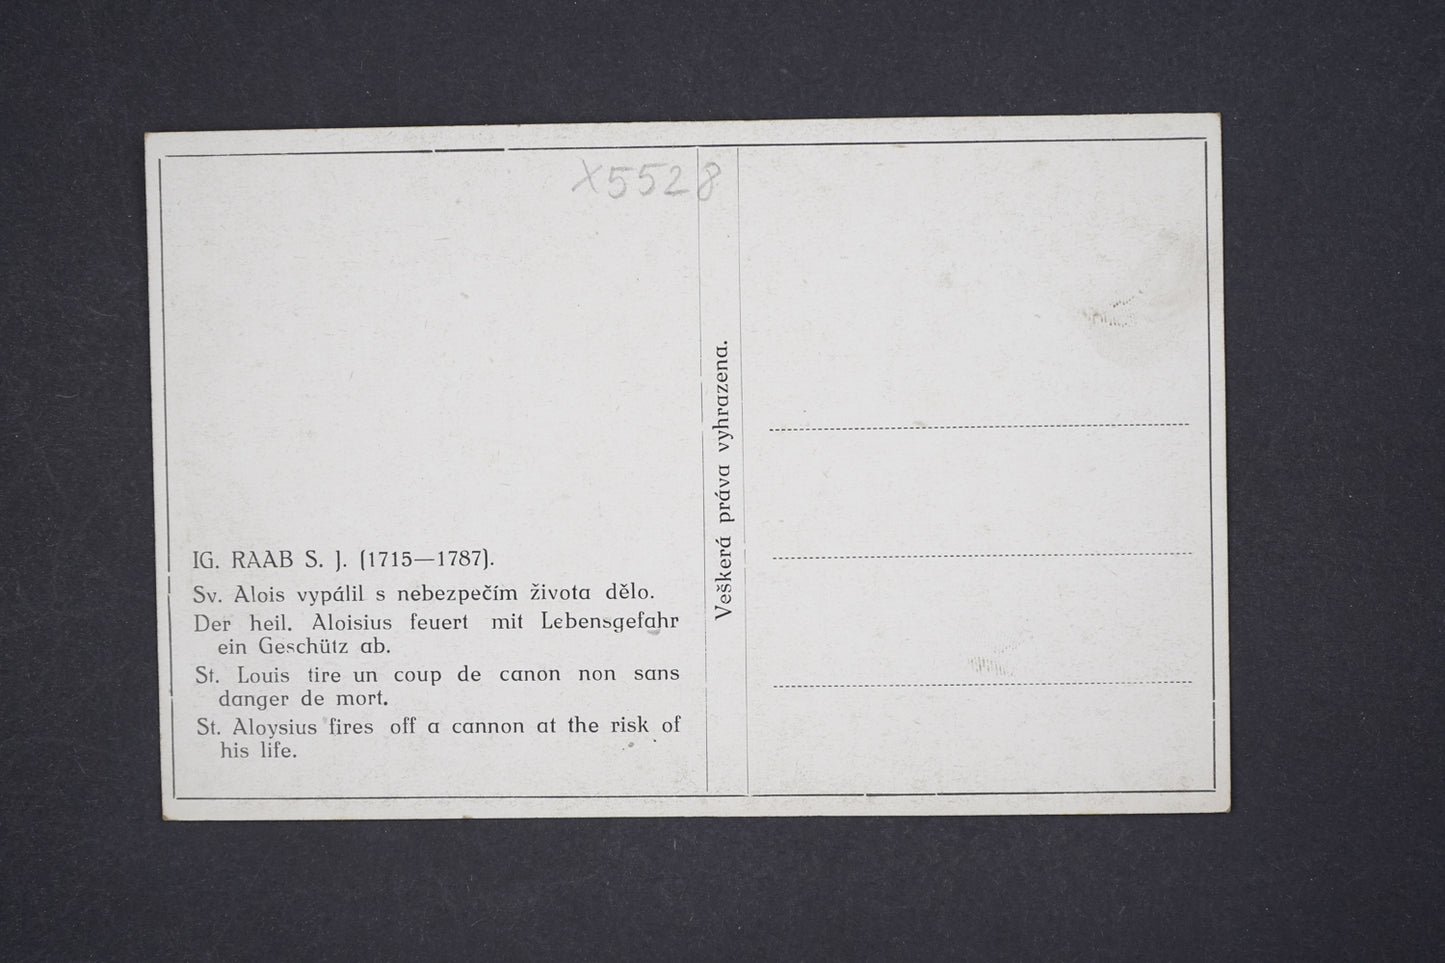 X5528
IG. RAAB S. J. (1715—1787).
Sv. Alois vypálil s nebezpečím života dělo.
Der heil. Aloisius feuert mit Lebensgefahr
ein Geschütz ab.
St. Louis tire un coup de canon non sans
danger de mort.
St. Aloysius fires off a cannon at the risk of
his life.
Veškerá práva vyhrazena.